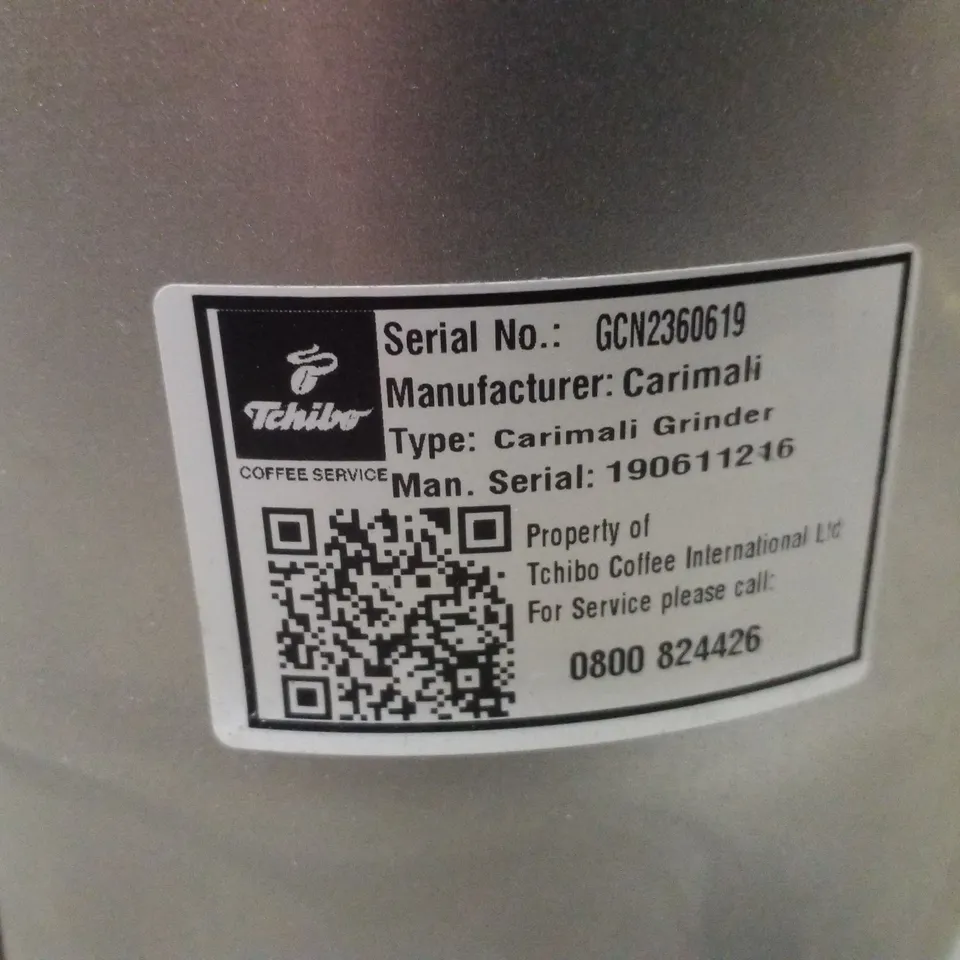 Tchibo
COFFEE SERVICE
Serial No.: GCN2360619
Manufacturer: Carimali
Type: Carimali Grinder
Man. Serial: 190611216
Property of
Tchibo Coffee International Ltd
For Service please call:
0800 824426